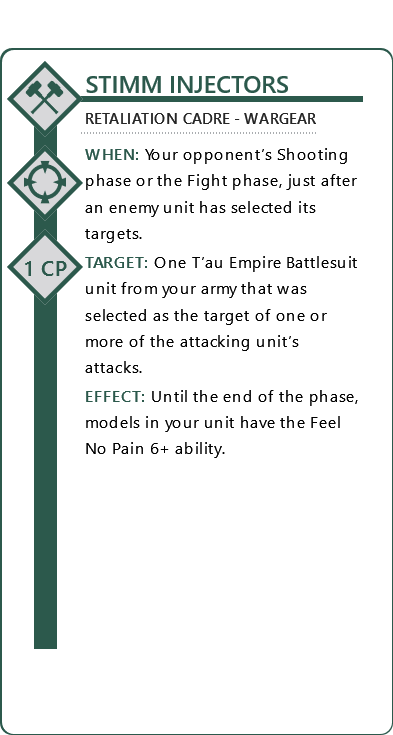 STIMM INJECTORS
RETALIATION CADRE - WARGEAR
WHEN: Your opponent's Shooting
phase or the Fight phase, just after
an enemy unit has selected its
targets.
1 CP
TARGET: One T'au Empire Battlesuit
unit from your army that was
selected as the target of one or
more of the attacking unit's
attacks.
EFFECT: Until the end of the phase,
models in your unit have the Feel
No Pain 6+ ability.